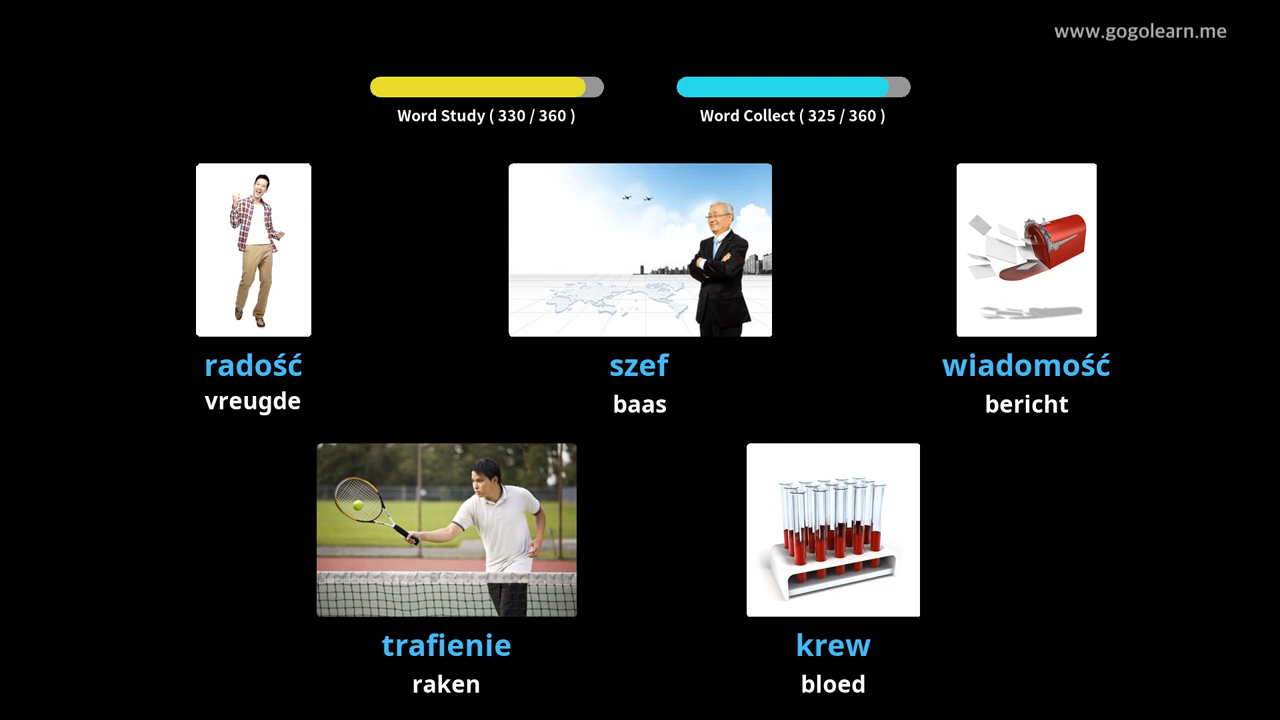 www.gogolearn.me
Word Study ( 330 / 360 )
Word Collect ( 325 / 360 )
radość
vreugde
szef
baas
wiadomość
bericht
trafienie
raken
krew
bloed